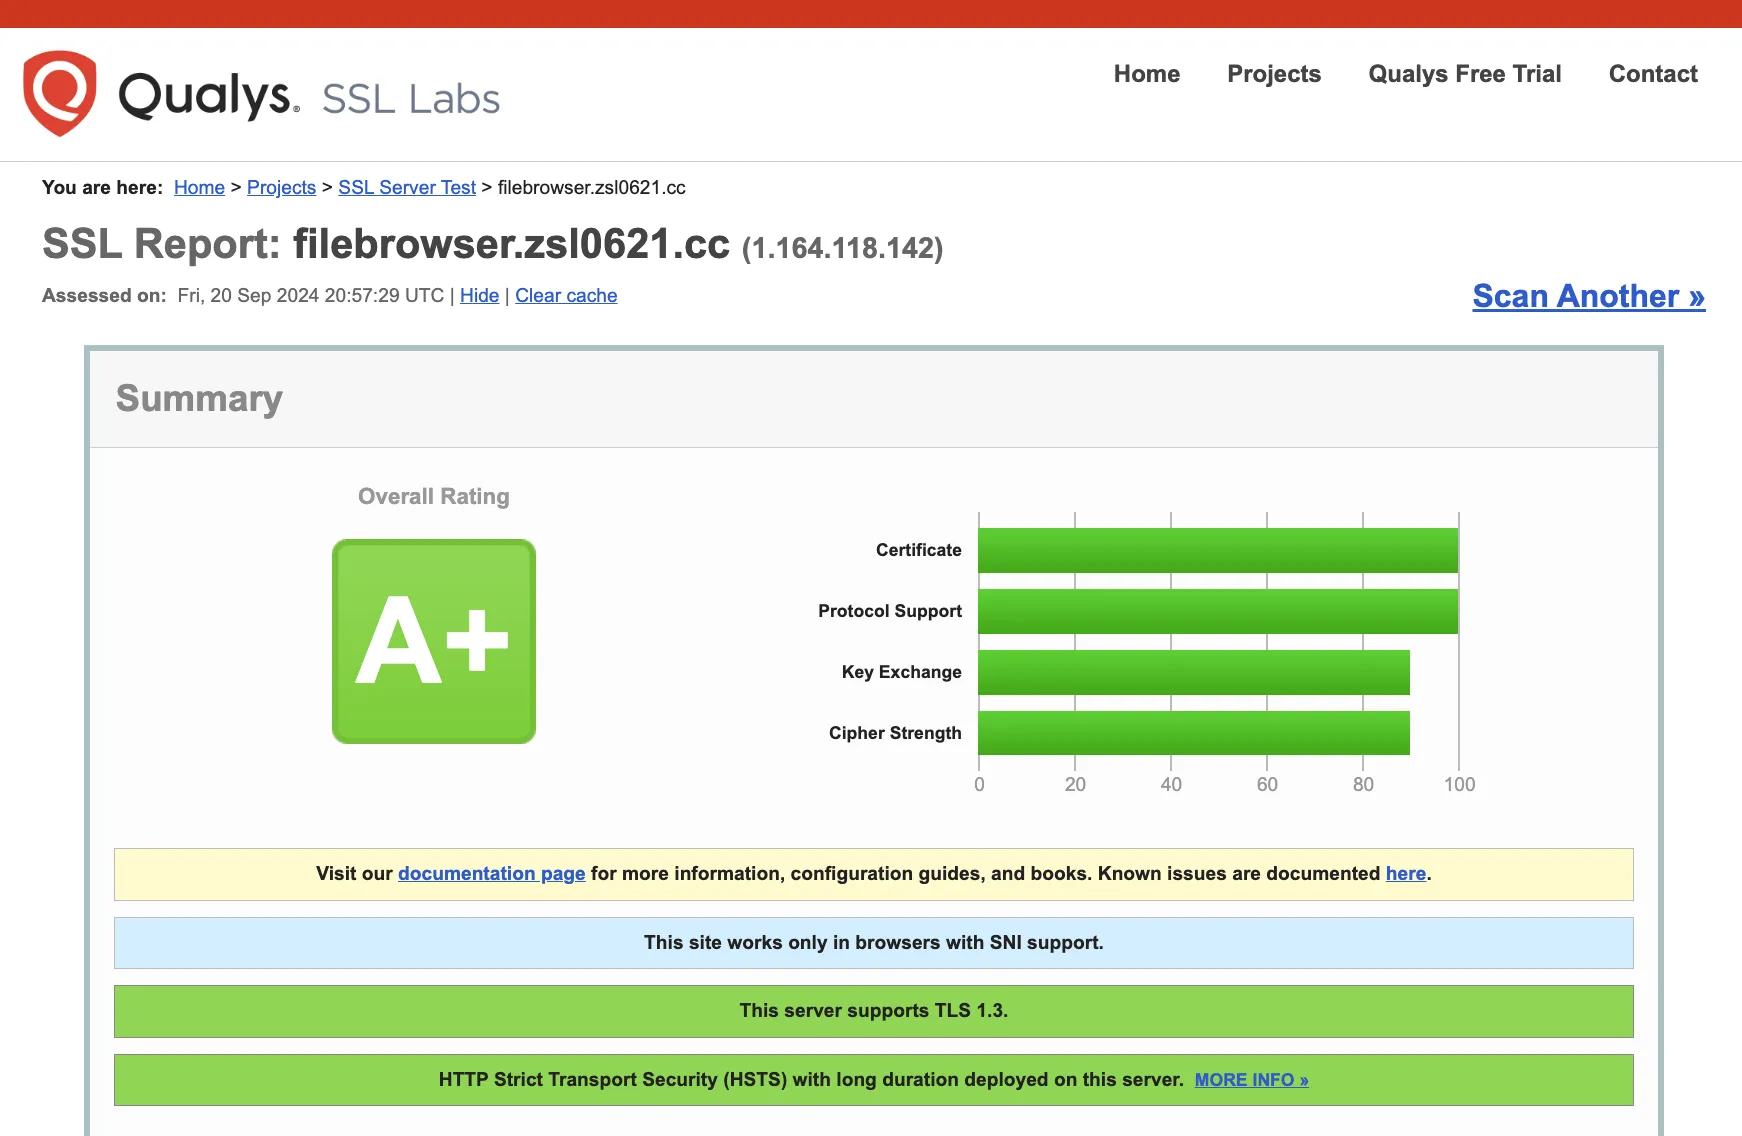 Qualys® SSL Labs
Home Projects Qualys Free Trial Contact
You are here: Home > Projects > SSL Server Test > filebrowser.zsl0621.cc
SSL Report: filebrowser.zsl0621.cc (1.164.118.142)
Assessed on: Fri, 20 Sep 2024 20:57:29 UTC | Hide | Clear cache
Scan Another »
Summary
Overall Rating
A+
Certificate
Protocol Support
Key Exchange
Cipher Strength
0 20 40 60 80 100
Visit our documentation page for more information, configuration guides, and books. Known issues are documented here.
This site works only in browsers with SNI support.
This server supports TLS 1.3.
HTTP Strict Transport Security (HSTS) with long duration deployed on this server. MORE INFO »